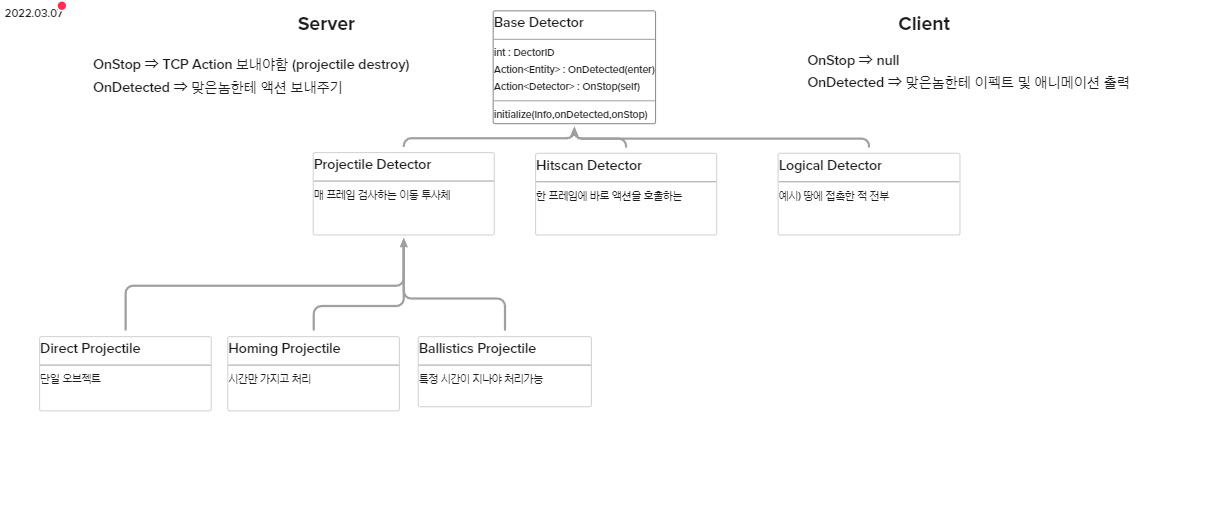 2022.03.07
Server
OnStop ⇒ TCP Action 보내야함 (projectile destroy)
OnDetected ⇒ 맞은놈한테 액션 보내주기
Base Detector
int : DectorID
Action<Entity> : OnDetected(enter)
Action<Detector> : OnStop(self)
initialize(Info,onDetected,onStop)
Client
OnStop ⇒ null
OnDetected ⇒ 맞은놈한테 이펙트 및 애니메이션 출력
Projectile Detector
매 프레임 검사하는 이동 투사체
Hitscan Detector
한 프레임에 바로 액션을 호출하는
Logical Detector
예시) 땅에 접촉한 적 전부
Direct Projectile
단일 오브젝트
Homing Projectile
시간만 가지고 처리
Ballistics Projectile
특정 시간이 지나야 처리가능